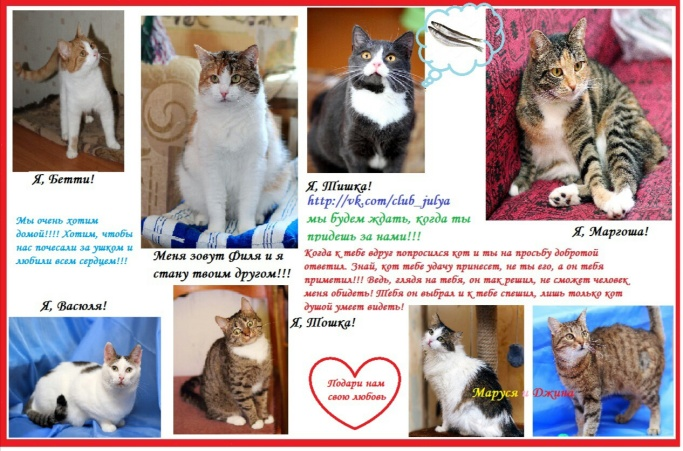 Я, Бетти!
Мы очень хотим
домой!!!! Хотим, чтобы
нас почесали за ушком и
любили всем сердцем!!!
Меня зовут Филя и я
стану твоим другом!!!
Я, Тишка!
http://vk.com/club_julya
мы будем ждать, когда ты
придешь за нами!!!
Я, Маргоша!
Когда к тебе вдруг попросился кот и ты на просьбу добротой
ответил. Знай, кот тебе удачу принесет, не ты его, а он тебя
приметил!!! Ведь, глядя на тебя, он так решил, не сможет человек
меня обидеть! Тебя он выбрал и к тебе спешил, лишь только кот
душой умеет видеть!
Я, Васюля!
Я, Тошка!
Подари нам
свою любовь
Маруся и Джина